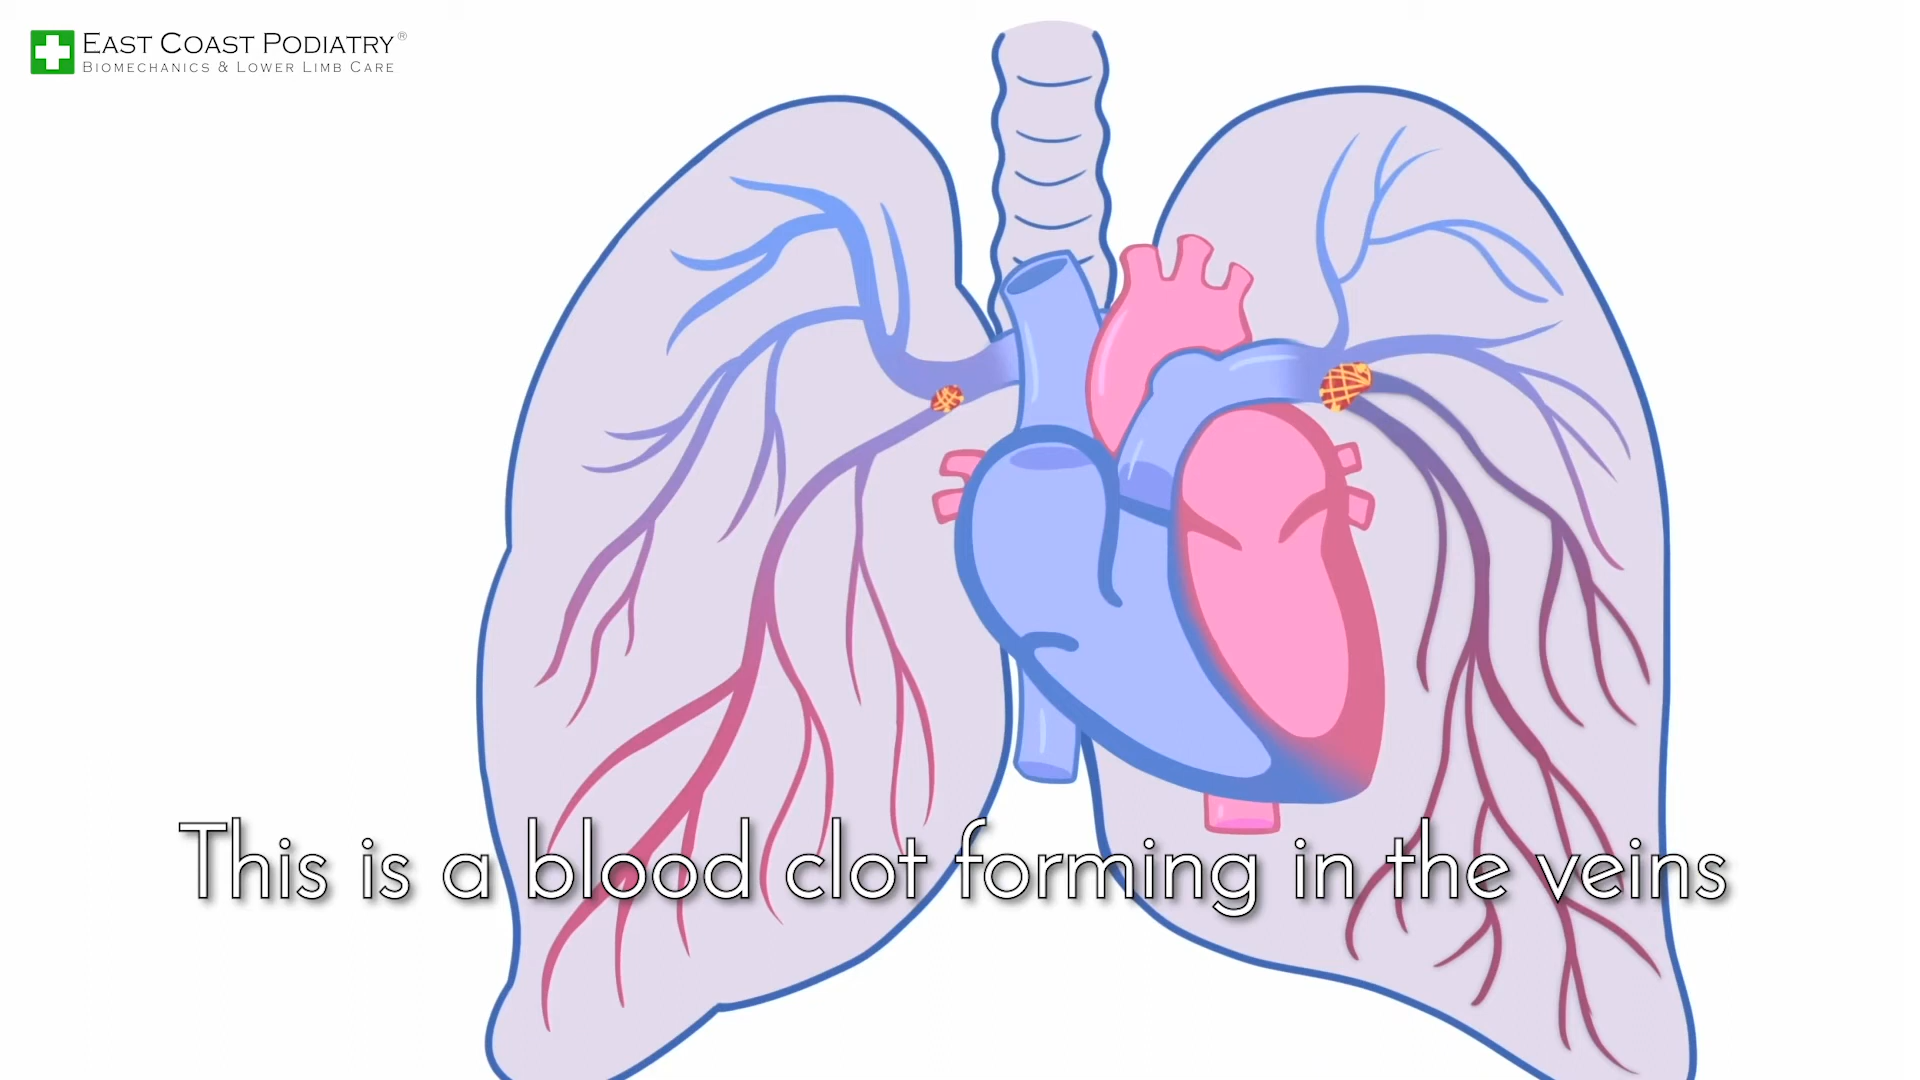 EAST COAST PODIATRY®
BIOMECHANICS & LOWER LIMB CARE
This is a blood clot forming in the veins